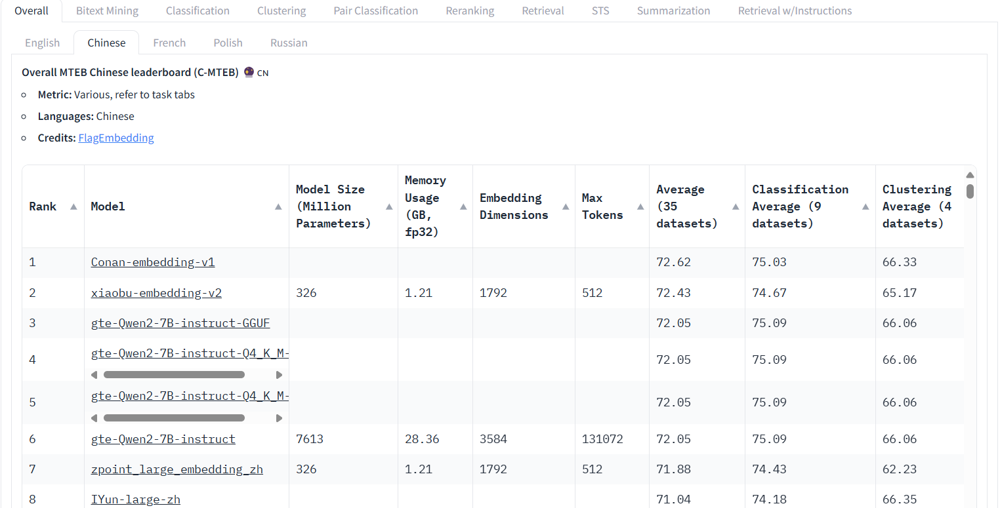 Overall Bitext Mining Classification Clustering Pair Classification Reranking Retrieval STS Summarization Retrieval w/Instructions
English Chinese French Polish Russian
Overall MTEB Chinese leaderboard (C-MTEB) 🔮 CN
Metric: Various, refer to task tabs
Languages: Chinese
Credits: FlagEmbedding
Rank Model Model Size (Million Parameters) Memory Usage (GB, fp32) Embedding Dimensions Max Tokens Average (35 datasets) Classification Average (9 datasets) Clustering Average (4 datasets)
1 Conan-embedding-v1 72.62 75.03 66.33
2 xiaobu-embedding-v2 326 1.21 1792 512 72.43 74.67 65.17
3 gte-Qwen2-7B-instruct-GGUF 72.05 75.09 66.06
4 gte-Qwen2-7B-instruct-Q4_K_M- 72.05 75.09 66.06
5 gte-Qwen2-7B-instruct-Q4_K_M- 72.05 75.09 66.06
6 gte-Qwen2-7B-instruct 7613 28.36 3584 131072 72.05 75.09 66.06
7 zpoint_large_embedding_zh 326 1.21 1792 512 71.88 74.43 62.23
8 IYun-large-zh 71.04 74.18 66.35